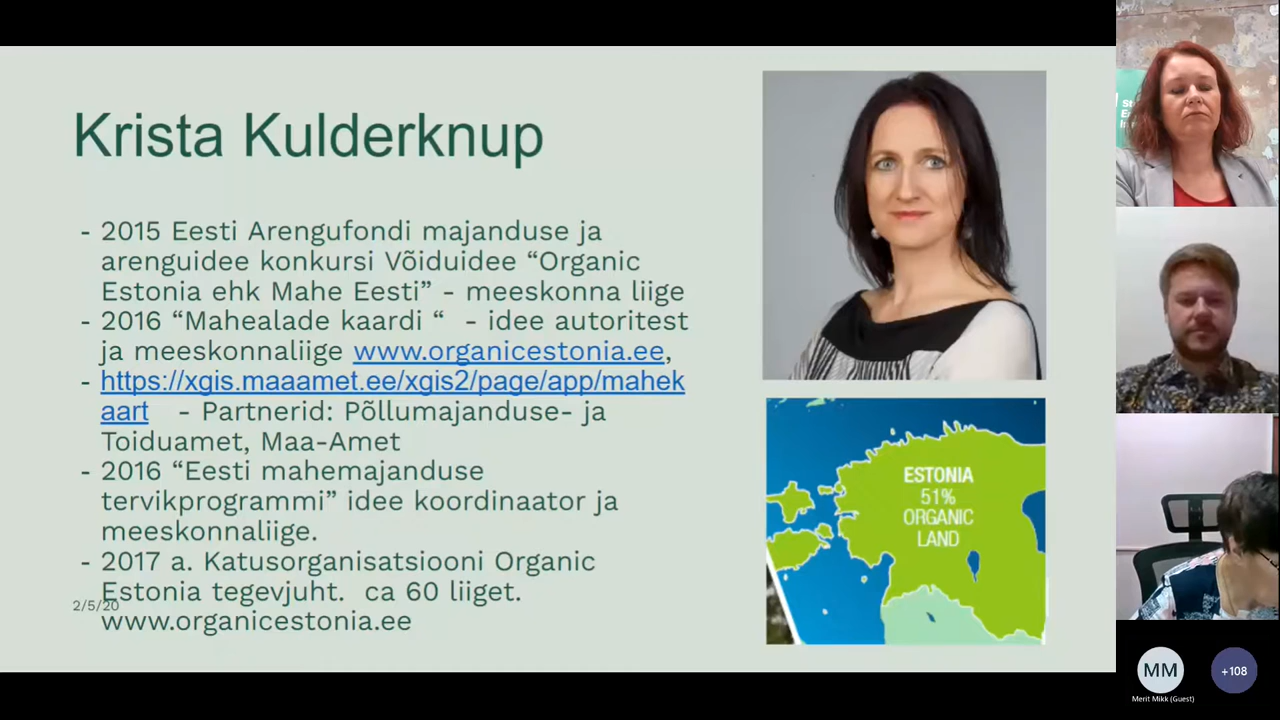 Krista Kulderknup
- 2015 Eesti Arengufondi majanduse ja
arenguidee konkursi Võiduidee “Organic
Estonia ehk Mahe Eesti” - meeskonna liige
- 2016 “Mahealade kaardi “ - idee autoritest
ja meeskonnaliige www.organicestonia.ee,
- https://xgis.maaamet.ee/xgis2/page/app/mahek
aart - Partnerid: Põllumajanduse- ja
Toiduamet, Maa-Amet
- 2016 “Eesti mahemajanduse
tervikprogrammi” idee koordinaator ja
meeskonnaliige.
- 2017 a. Katusorganisatsiooni Organic
Estonia tegevjuht. ca 60 liiget.
www.organicestonia.ee
2/5/20
ESTONIA
51%
ORGANIC
LAND
MM
+108
Merit Mikk (Guest)